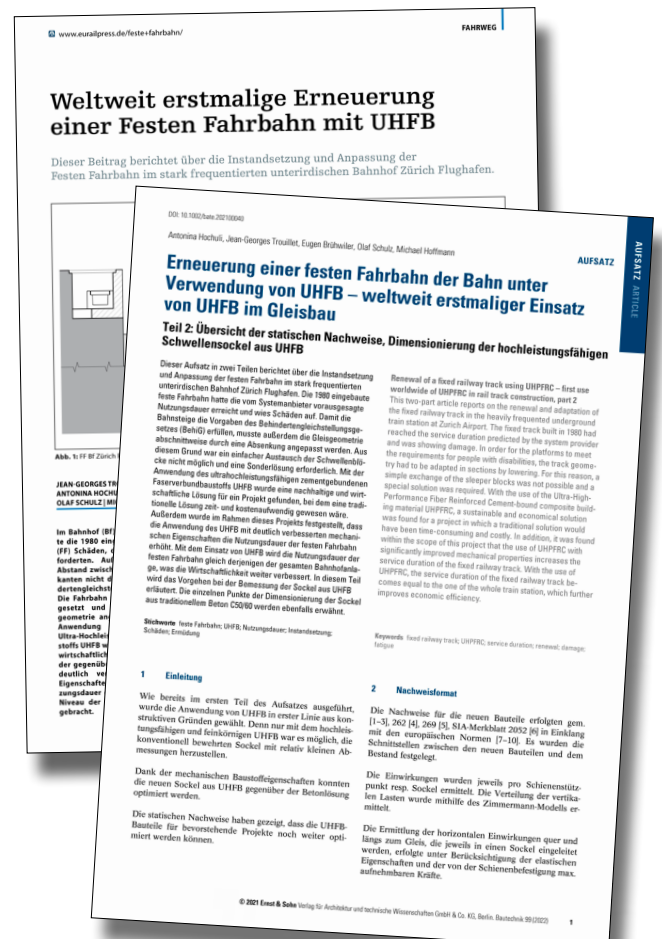 www.eurailpress.de/feste+fahrbahn/
FAHRWEG
Weltweit erstmalige Erneuerung
einer Festen Fahrbahn mit UHFB
Dieser Beitrag berichtet über die Instandsetzung und Anpassung der
Festen Fahrbahn im stark frequentierten unterirdischen Bahnhof Zürich Flughafen.
Abb. 1: FF Bf Zürich
JEAN-GEORGES
ANTONINA
OLAF SCHULZ
Im Bahnhof (Bf)
te die 1980
(FF) Schäden,
forderten.
Abstand
kanten nicht
dertengleichst
Die Fahrbahn
gesetzt und
geometrie
Anwendung
Ultra-Hochlei
stoffs UHFB
wirtschaftlich
der gegenüb
deutlich
Eigenschafte
zungsdauer
Niveau der
gebracht.
DOI: 10.1002/bate.202100040
Antonina Hochuli, Jean-Georges Trouillet, Eugen Brühwiler, Olaf Schulz, Michael Hoffmann
AUFSATZ
AUFSATZ ARTICLE
Erneuerung einer festen Fahrbahn der Bahn unter
Verwendung von UHFB – weltweit erstmaliger Einsatz
von UHFB im Gleisbau
Teil 2: Übersicht der statischen Nachweise, Dimensionierung der hochleistungsfähigen
Schwellensockel aus UHFB
Dieser Aufsatz in zwei Teilen berichtet über die Instandsetzung
und Anpassung der festen Fahrbahn im stark frequentierten
unterirdischen Bahnhof Zürich Flughafen. Die 1980 eingebaute
feste Fahrbahn hatte die vom Systemanbieter vorausgesagte
Nutzungsdauer erreicht und wies Schäden auf. Damit die
Bahnsteige die Vorgaben des Behindertengleichstellungsge-
setzes (BehiG) erfüllen, musste außerdem die Gleisgeometrie
abschnittsweise durch eine Absenkung angepasst werden. Aus
diesem Grund war ein einfacher Austausch der Schwellenblö-
cke nicht möglich und eine Sonderlösung erforderlich. Mit der
Anwendung des ultrahochleistungsfähigen zementgebundenen
Faserverbundbaustoffs UHFB wurde eine nachhaltige und wirt-
schaftliche Lösung für ein Projekt gefunden, bei dem eine tradi-
tionelle Lösung zeit- und kostenaufwendig gewesen wäre.
Außerdem wurde im Rahmen dieses Projekts festgestellt, dass
die Anwendung des UHFB mit deutlich verbesserten mechani-
schen Eigenschaften die Nutzungsdauer der festen Fahrbahn
erhöht. Mit dem Einsatz von UHFB wird die Nutzungsdauer der
festen Fahrbahn gleich derjenigen der gesamten Bahnhofanla-
ge, was die Wirtschaftlichkeit weiter verbessert. In diesem Teil
wird das Vorgehen bei der Bemessung der Sockel aus UHFB
erläutert. Die einzelnen Punkte der Dimensionierung der Sockel
aus traditionellem Beton C50/60 werden ebenfalls erwähnt.
Stichworte feste Fahrbahn; UHFB; Nutzungsdauer; Instandsetzung;
Schäden; Ermüdung
Renewal of a fixed railway track using UHPFRC – first use
worldwide of UHPFRC in rail track construction, part 2
This two-part article reports on the renewal and adaptation of
the fixed railway track in the heavily frequented underground
train station at Zurich Airport. The fixed track built in 1980 had
reached the service duration predicted by the system provider
and was showing damage. In order for the platforms to meet
the requirements for people with disabilities, the track geome-
try had to be adapted in sections by lowering. For this reason, a
simple exchange of the sleeper blocks was not possible and a
special solution was required. With the use of the Ultra-High-
Performance Fiber Reinforced Cement-bound composite build-
ing material UHPFRC, a sustainable and economical solution
was found for a project in which a traditional solution would
have been time-consuming and costly. In addition, it was found
within the scope of this project that the use of UHPFRC with
significantly improved mechanical properties increases the
service duration of the fixed railway track. With the use of
UHPFRC, the service duration of the fixed railway track be-
comes equal to the one of the whole train station, which further
improves economic efficiency.
Keywords fixed railway track; UHPFRC; service duration; renewal; damage;
fatigue
1 Einleitung
Wie bereits im ersten Teil des Aufsatzes ausgeführt,
wurde die Anwendung von UHFB in erster Linie aus kon-
struktiven Gründen gewählt. Denn nur mit dem hochleis-
tungsfähigen und feinkörnigen UHFB war es möglich, die
konventionell bewehrten Sockel mit relativ kleinen Ab-
messungen herzustellen.
Dank der mechanischen Baustoffeigenschaften konnten
die neuen Sockel aus UHFB gegenüber der Betonlösung
optimiert werden.
Die statischen Nachweise haben gezeigt, dass die UHFB-
Bauteile für bevorstehende Projekte noch weiter opti-
miert werden können.
2 Nachweisformat
Die Nachweise für die neuen Bauteile erfolgten gem.
[1–3], 262 [4], 269 [5], SIA-Merkblatt 2052 [6] in Einklang
mit den europäischen Normen [7–10]. Es wurden die
Schnittstellen zwischen den neuen Bauteilen und dem
Bestand festgelegt.
Die Einwirkungen wurden jeweils pro Schienenstütz-
punkt resp. Sockel ermittelt. Die Verteilung der vertika-
len Lasten wurde mithilfe des Zimmermann-Modells er-
mittelt.
Die Ermittlung der horizontalen Einwirkungen quer und
längs zum Gleis, die jeweils in einen Sockel eingeleitet
werden, erfolgte unter Berücksichtigung der elastischen
Eigenschaften und der von der Schienenbefestigung max.
aufnehmbaren Kräfte.
© 2021 Ernst & Sohn Verlag für Architektur und technische Wissenschaften GmbH & Co. KG, Berlin. Bautechnik 99 (2022)
1